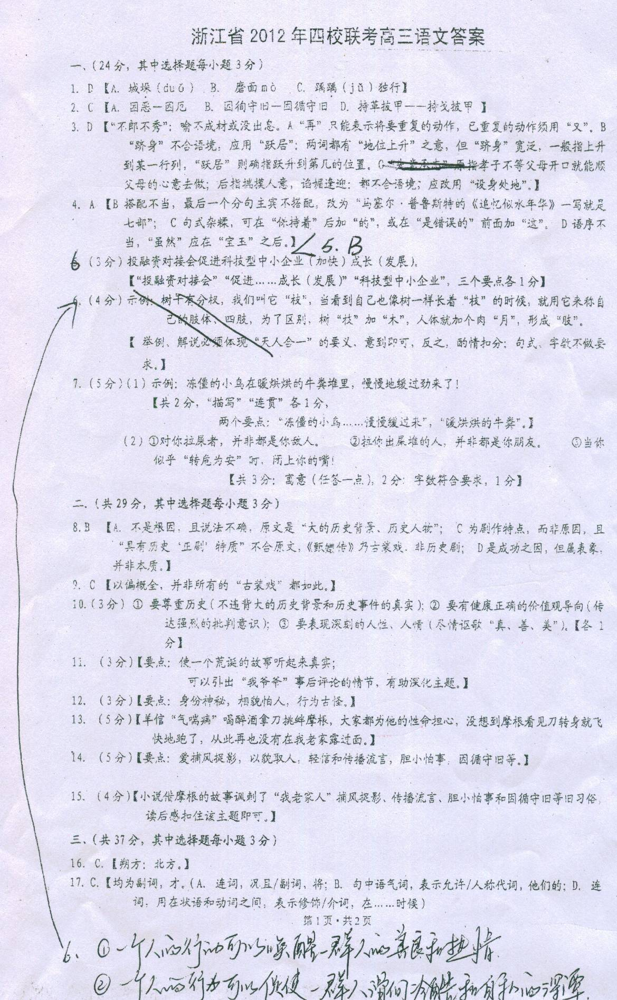 浙江省2012年四校联考高三语文答案
一、(24分，其中选择题每小题3分)
1. D【A. 城垛(duǒ) B. 磨面mò C. 踽踽(jǔ)独行】
2. C【A. 因恶一因厄 B. 因徇守旧一因循守旧 D. 持革披甲一一持戈披甲 】
3. D【“不郎不秀”：喻不成材或没出息。A “再”只能表示将要重复的动作，已重复的动作须用“又”。B
“跻身”不合语境，应用“跃居”；两词都有“地位上升”之意，但“跻身”宽泛，一般指上升
到某一行列，“跃居”则确指跃升到第几的位置。C“先意承志”原指孝子不等父母开口就能顺
父母的心意去做；后指揣摸人意，谄媚逢迎；都不合语境；应改用“设身处地”。】
4. A【B 搭配不当，最后一个分句主宾不搭配，改为“马塞尔·普鲁斯特的《追忆似水年华》一写就是
七部”； C 句式杂糅，可在“保持着”后加“的”，或在“是错误的”前面加“这”。 D 语序不
当，“虽然”应在“宝玉”之后。】 5. B
6 (3分) 投融资对接会促进科技型中小企业(加快)成长(发展)。
【“投融资对接会”“促进……成长(发展)”“科技型中小企业”，三个要点各1分】
6. (4分) 示例：树干有分杈，我们叫它“枝”，当看到自己也像树一样长着“枝”的时候，就用它来称自
己的肢体、四肢，为了区别，树“枝”加“木”，人体就加个肉“月”，形成“肢”。
【 举例、解说必须体现“天人合一”的要义，意到即可，反之，酌情扣分；句式、字数不做要
求。】
7. (5分)(1) 示例：冻僵的小鸟在暖烘烘的牛粪堆里，慢慢地缓过劲来了！
【共2分，“描写”“连贯”各1分，
两个要点：“冻僵的小鸟……慢慢缓过来”，“暖烘烘的牛粪”。】
(2) ①对你拉屎者，并非都是你敌人。 ②拉你出屎堆的人，并非都是你朋友。 ③当你
似乎“转危为安”时，闭上你的嘴！
【共3分：寓意(任答一点)，2分；字数符合要求，1分】
二、(共29分，其中选择题每小题3分)
8. B 【A. 不是根因，且说法不确，原文是“大的历史背景、历史人物”； C 为剧作特点，而非原因，且
“具有历史‘正剧’特质”不合原文，《甄嬛传》乃古装戏，非历史剧； D 是成功之因，但属表象，
并非本质。】
9. C【以偏概全，并非所有的“古装戏”都如此。】
10.(3分) ① 要尊重历史(不违背大的历史背景和历史事件的真实)；② 要有健康正确的价值观导向(传
达强烈的批判意识)；③ 要表现深刻的人性、人情(尽情讴歌“真、善、美”)。【各1
分】
11. (3分)【要点：使一个荒诞的故事听起来真实；
可以引出“我爷爷”事后评论的情节，有助深化主题。】
12. (3分)【要点：身份神秘，相貌怕人，行为古怪。】
13. (5分)【羊信“气喘病”喝醉酒拿刀挑衅摩根，大家都为他的性命担心，没想到摩根看见刀转身就飞
快地跑了，从此再也没有在我老家露过面。】
14. (5分)【要点：爱捕风捉影，以貌取人，轻信和传播流言，胆小怕事，因循守旧等。】
15. (4分)【小说借摩根的故事讽刺了“我老家人”捕风捉影、传播流言、胆小怕事和因循守旧等旧习俗，
读后感扣住该主题即可。】
三、(共37分，其中选择题每小题3分)
16. C.【朔方：北方。】
17. C.【均为副词，才。(A. 连词，况且/副词，将；B. 句中语气词，表示允许/人称代词，他们的；D. 连
词，用在状语和动词之间，表示修饰/介词，在……时候)
第1页·共2页
6. ①一个人的行动可以唤醒一群人的善良和热情.
②一个人的行为可以促使一群人滑向冷酷和自私的深潭.